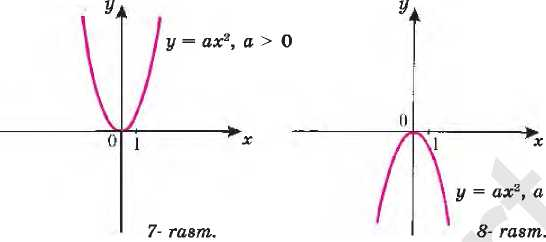 y
y = ax², a > 0
0 1
x
7- rasm.
y
0
1
x
y = ax², a
8- rasm.